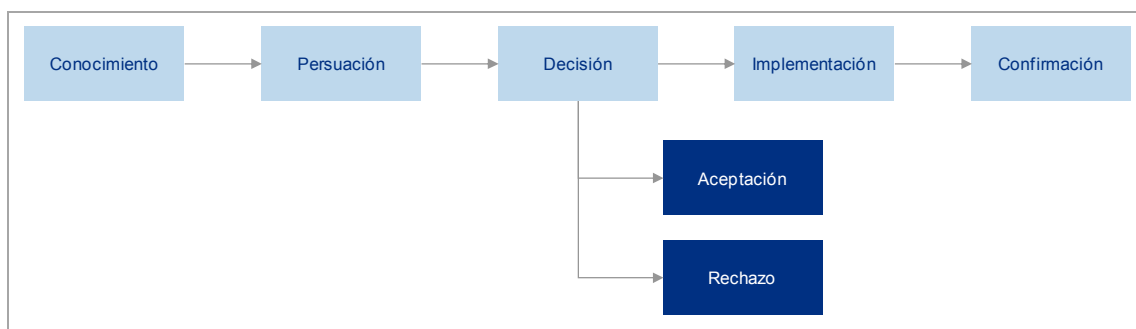 Conocimiento
Persuación
Decisión
Implementación
Confirmación
Aceptación
Rechazo